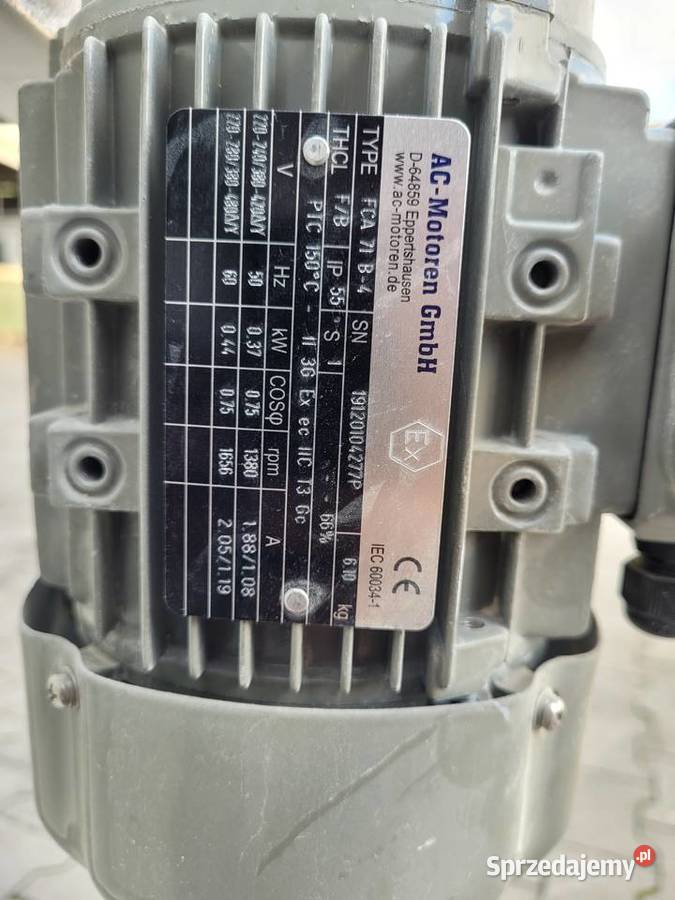 AC-Motoren GmbH
D-64859 Eppertshausen
www.ac-motoren.de
EX
CE
IEC 60034-1
TYPE FCA 71 B-4 SN 19120104277P
THCL F/B IP 55 S 1 - 66% 6.10 kg
PTC 150°C - II 3G Ex ec IIC T3 Gc
V Hz kW COSφ rpm A
220-240/380-420Δ/Y 50 0.37 0.75 1380 1.88/1.08
220-280/380-480Δ/Y 60 0.44 0.75 1656 2.05/1.19
Sprzedajemy.pl